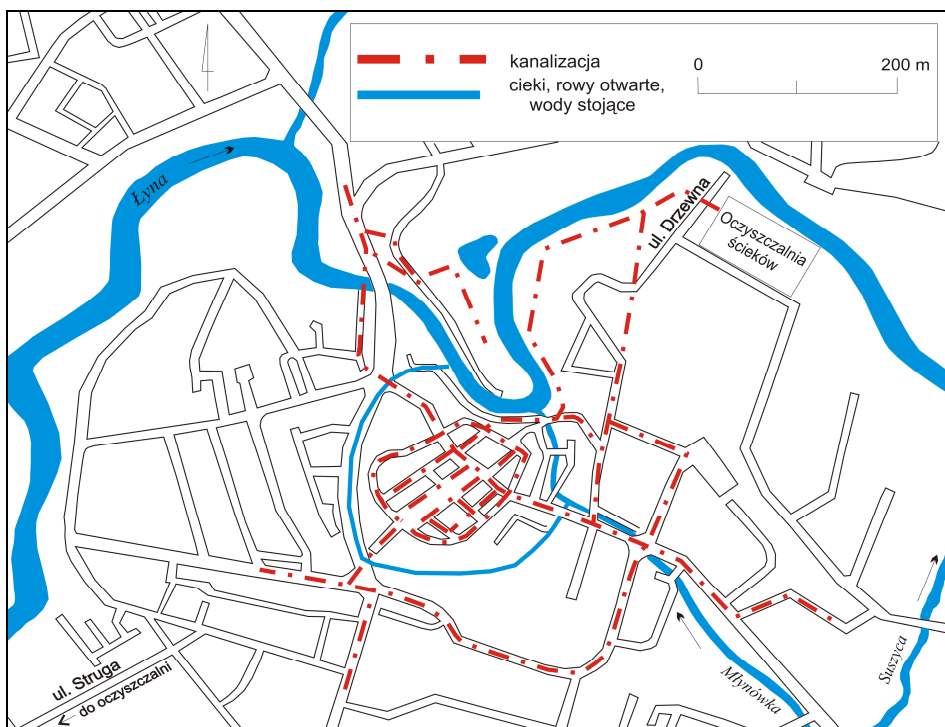 kanalizacja
cieki, rowy otwarte,
wody stojące
0
200 m
Łyna
ul. Drzewna
Oczyszczalnia
ścieków
ul. Struga
do oczyszczalni
Młynówka
Suszyca